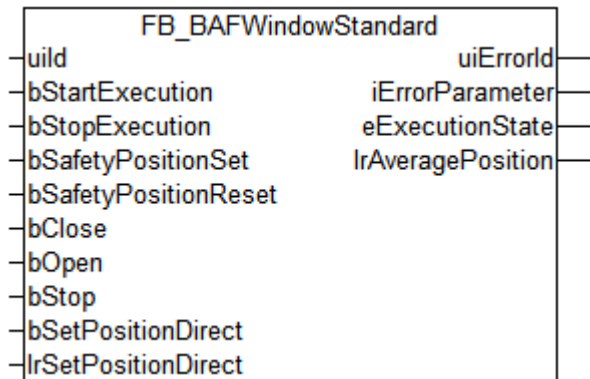 FB_BAFWindowStandard
uiId uiErrorId
bStartExecution iErrorParameter
bStopExecution eExecutionState
bSafetyPositionSet lrAveragePosition
bSafetyPositionReset
bClose
bOpen
bStop
bSetPositionDirect
lrSetPositionDirect